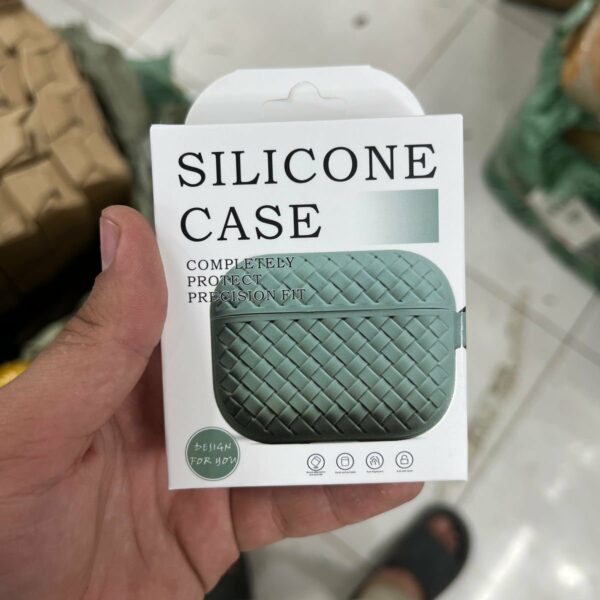 SILICONE
CASE
COMPLETELY
PROTECT
PRECISION FIT
DESIGN
FOR YOU